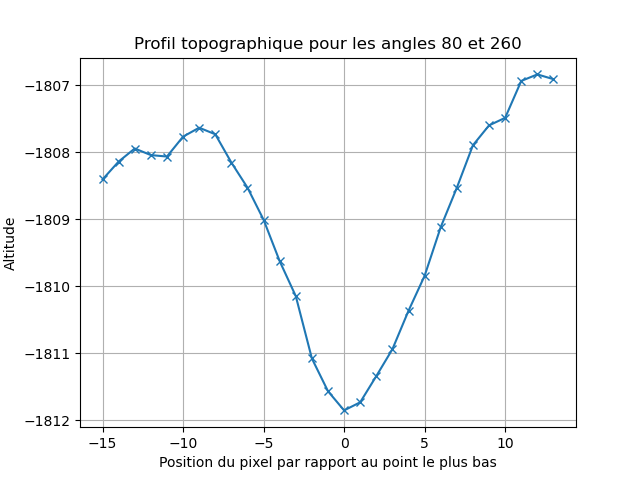 Profil topographique pour les angles 80 et 260
−1807
−1808
−1809
−1810
−1811
−1812
Altitude
−15 −10 −5 0 5 10
Position du pixel par rapport au point le plus bas